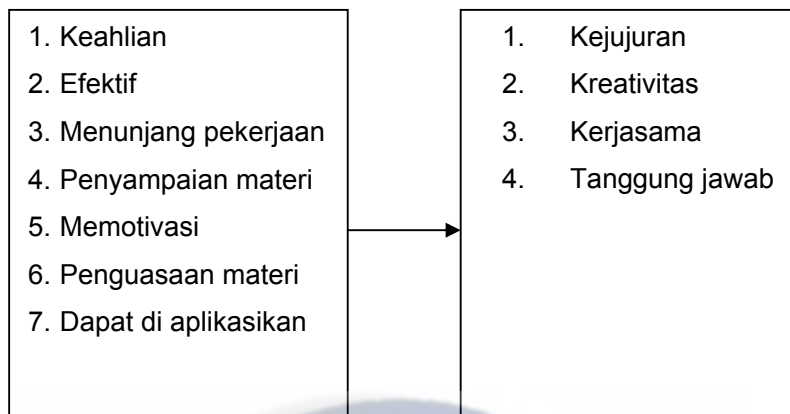 1. Keahlian
2. Efektif
3. Menunjang pekerjaan
4. Penyampaian materi
5. Memotivasi
6. Penguasaan materi
7. Dapat di aplikasikan
1. Kejujuran
2. Kreativitas
3. Kerjasama
4. Tanggung jawab